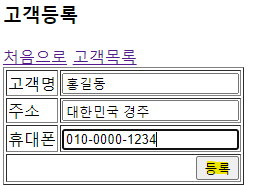 고객등록
처음으로 고객목록
고객명 홍길동
주소 대한민국 경주
휴대폰 010-0000-1234
등록